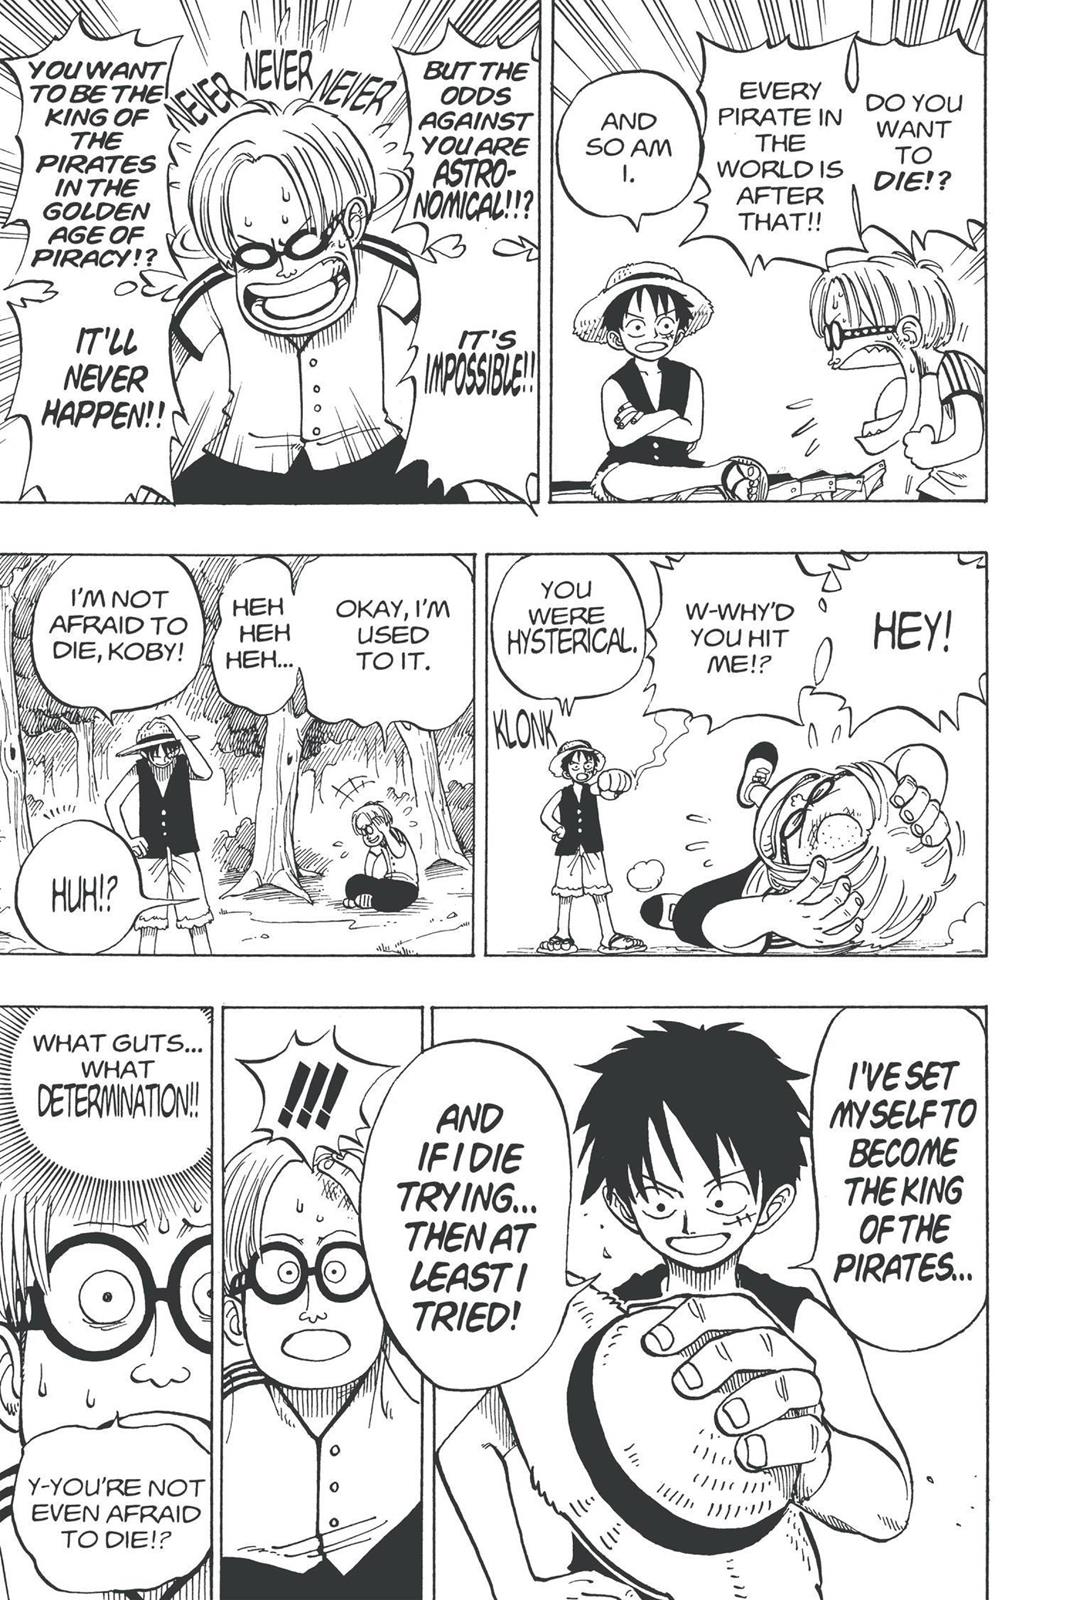 DO YOU
WANT
TO
DIE!?
EVERY
PIRATE IN
THE
WORLD IS
AFTER
THAT!!
AND
SO AM
I.
BUT THE
ODDS
AGAINST
YOU ARE
ASTRO-
NOMICAL!!?
NEVER NEVER NEVER
YOU WANT
TO BE THE
KING OF
THE
PIRATES
IN THE
GOLDEN
AGE OF
PIRACY!?
IT'S
IMPOSSIBLE!!
IT'LL
NEVER
HAPPEN!!
HEY!
W-WHY'D
YOU HIT
ME!?
YOU
WERE
HYSTERICAL.
KLONK
OKAY, I'M
USED
TO IT.
HEH
HEH
HEH...
I'M NOT
AFRAID TO
DIE, KOBY!
HUH!?
I'VE SET
MYSELF TO
BECOME
THE KING
OF THE
PIRATES...
AND
IF I DIE
TRYING...
THEN AT
LEAST I
TRIED!
!!!
WHAT GUTS...
WHAT
DETERMINATION!!
Y-YOU'RE NOT
EVEN AFRAID
TO DIE!?